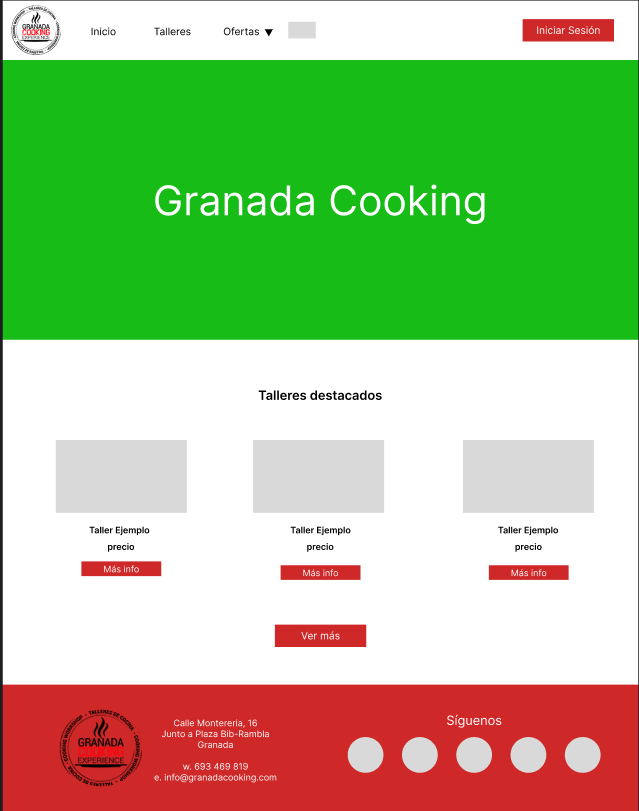 GRANADA
COOKING
EXPERIENCE
Inicio
Talleres
Ofertas
Iniciar Sesión
Granada Cooking
Talleres destacados
Taller Ejemplo
precio
Más info
Taller Ejemplo
precio
Más info
Taller Ejemplo
precio
Más info
Ver más
- TALLERES DE COCINA - COOKING WORKSHOP
GRANADA
COOKING
EXPERIENCE
Calle Montereria, 16
Junto a Plaza Bib-Rambla
Granada
w. 693 469 819
e. info@granadacooking.com
Síguenos